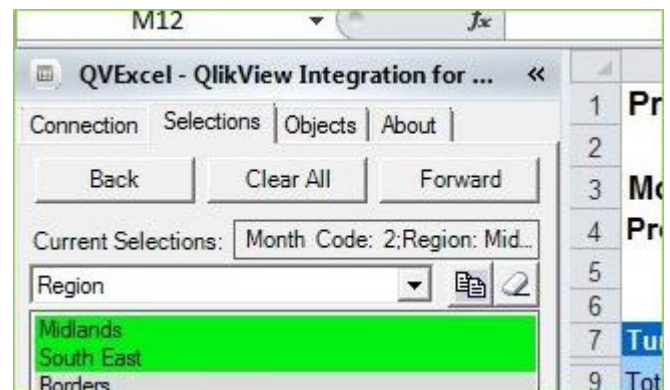 M12 fx
QVExcel - QlikView Integration for ... «
Connection Selections Objects About
Back Clear All Forward
Current Selections: Month Code: 2;Region: Mid...
Region
Midlands
South East
Borders
1 Pr
2
3 Mo
4 Pro
5
6
7 Tu
9 Tot